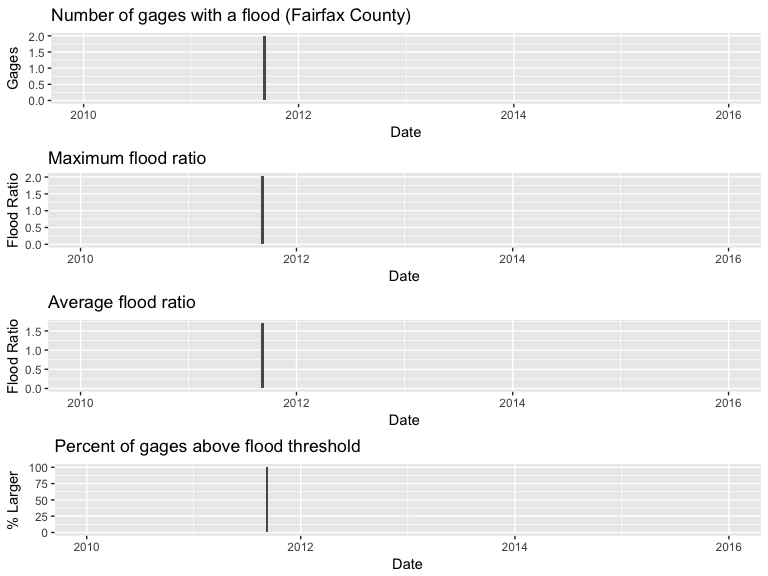 Number of gages with a flood (Fairfax County)
Gages
2.0
1.5
1.0
0.5
0.0
2010 2012 2014 2016
Date
Maximum flood ratio
Flood Ratio
2.0
1.5
1.0
0.5
0.0
2010 2012 2014 2016
Date
Average flood ratio
Flood Ratio
1.5
1.0
0.5
0.0
2010 2012 2014 2016
Date
Percent of gages above flood threshold
% Larger
100
75
50
25
0
2010 2012 2014 2016
Date